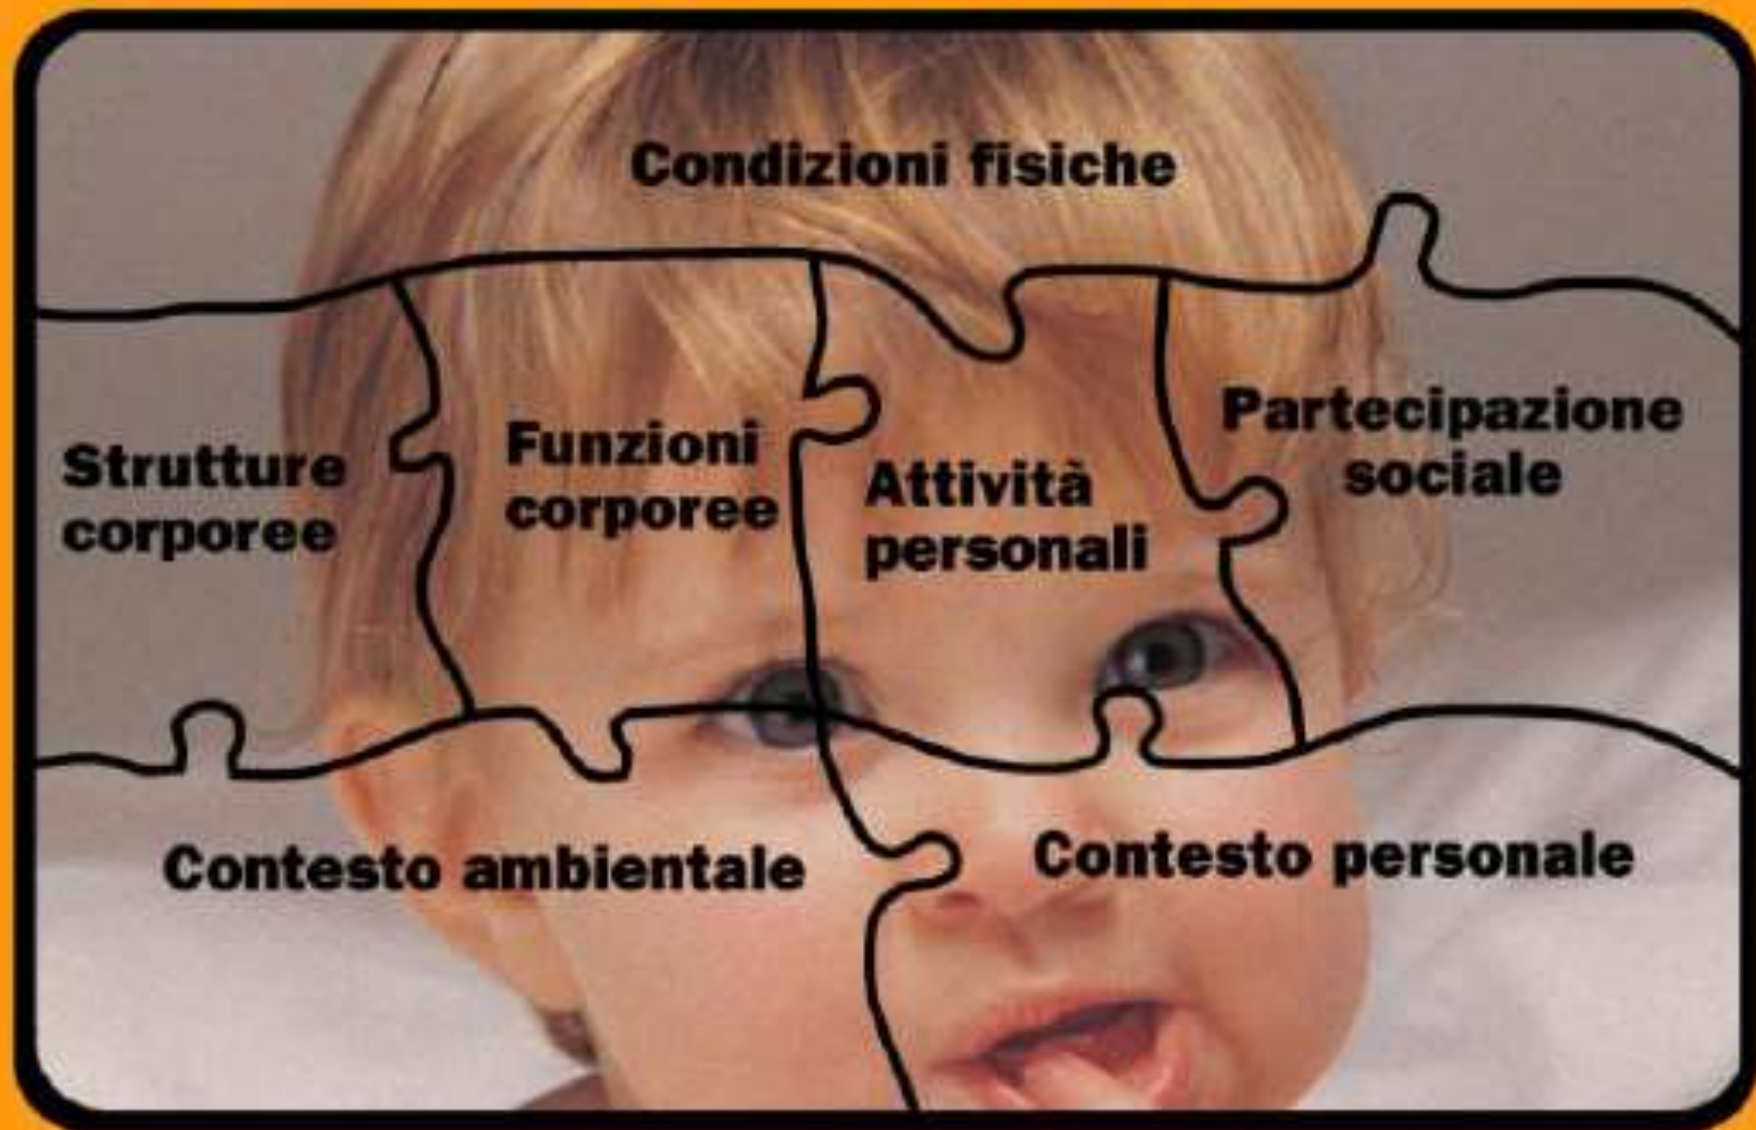 Condizioni fisiche
Strutture
corporee
Funzioni
corporee
Attività
personali
Partecipazione
sociale
Contesto ambientale
Contesto personale